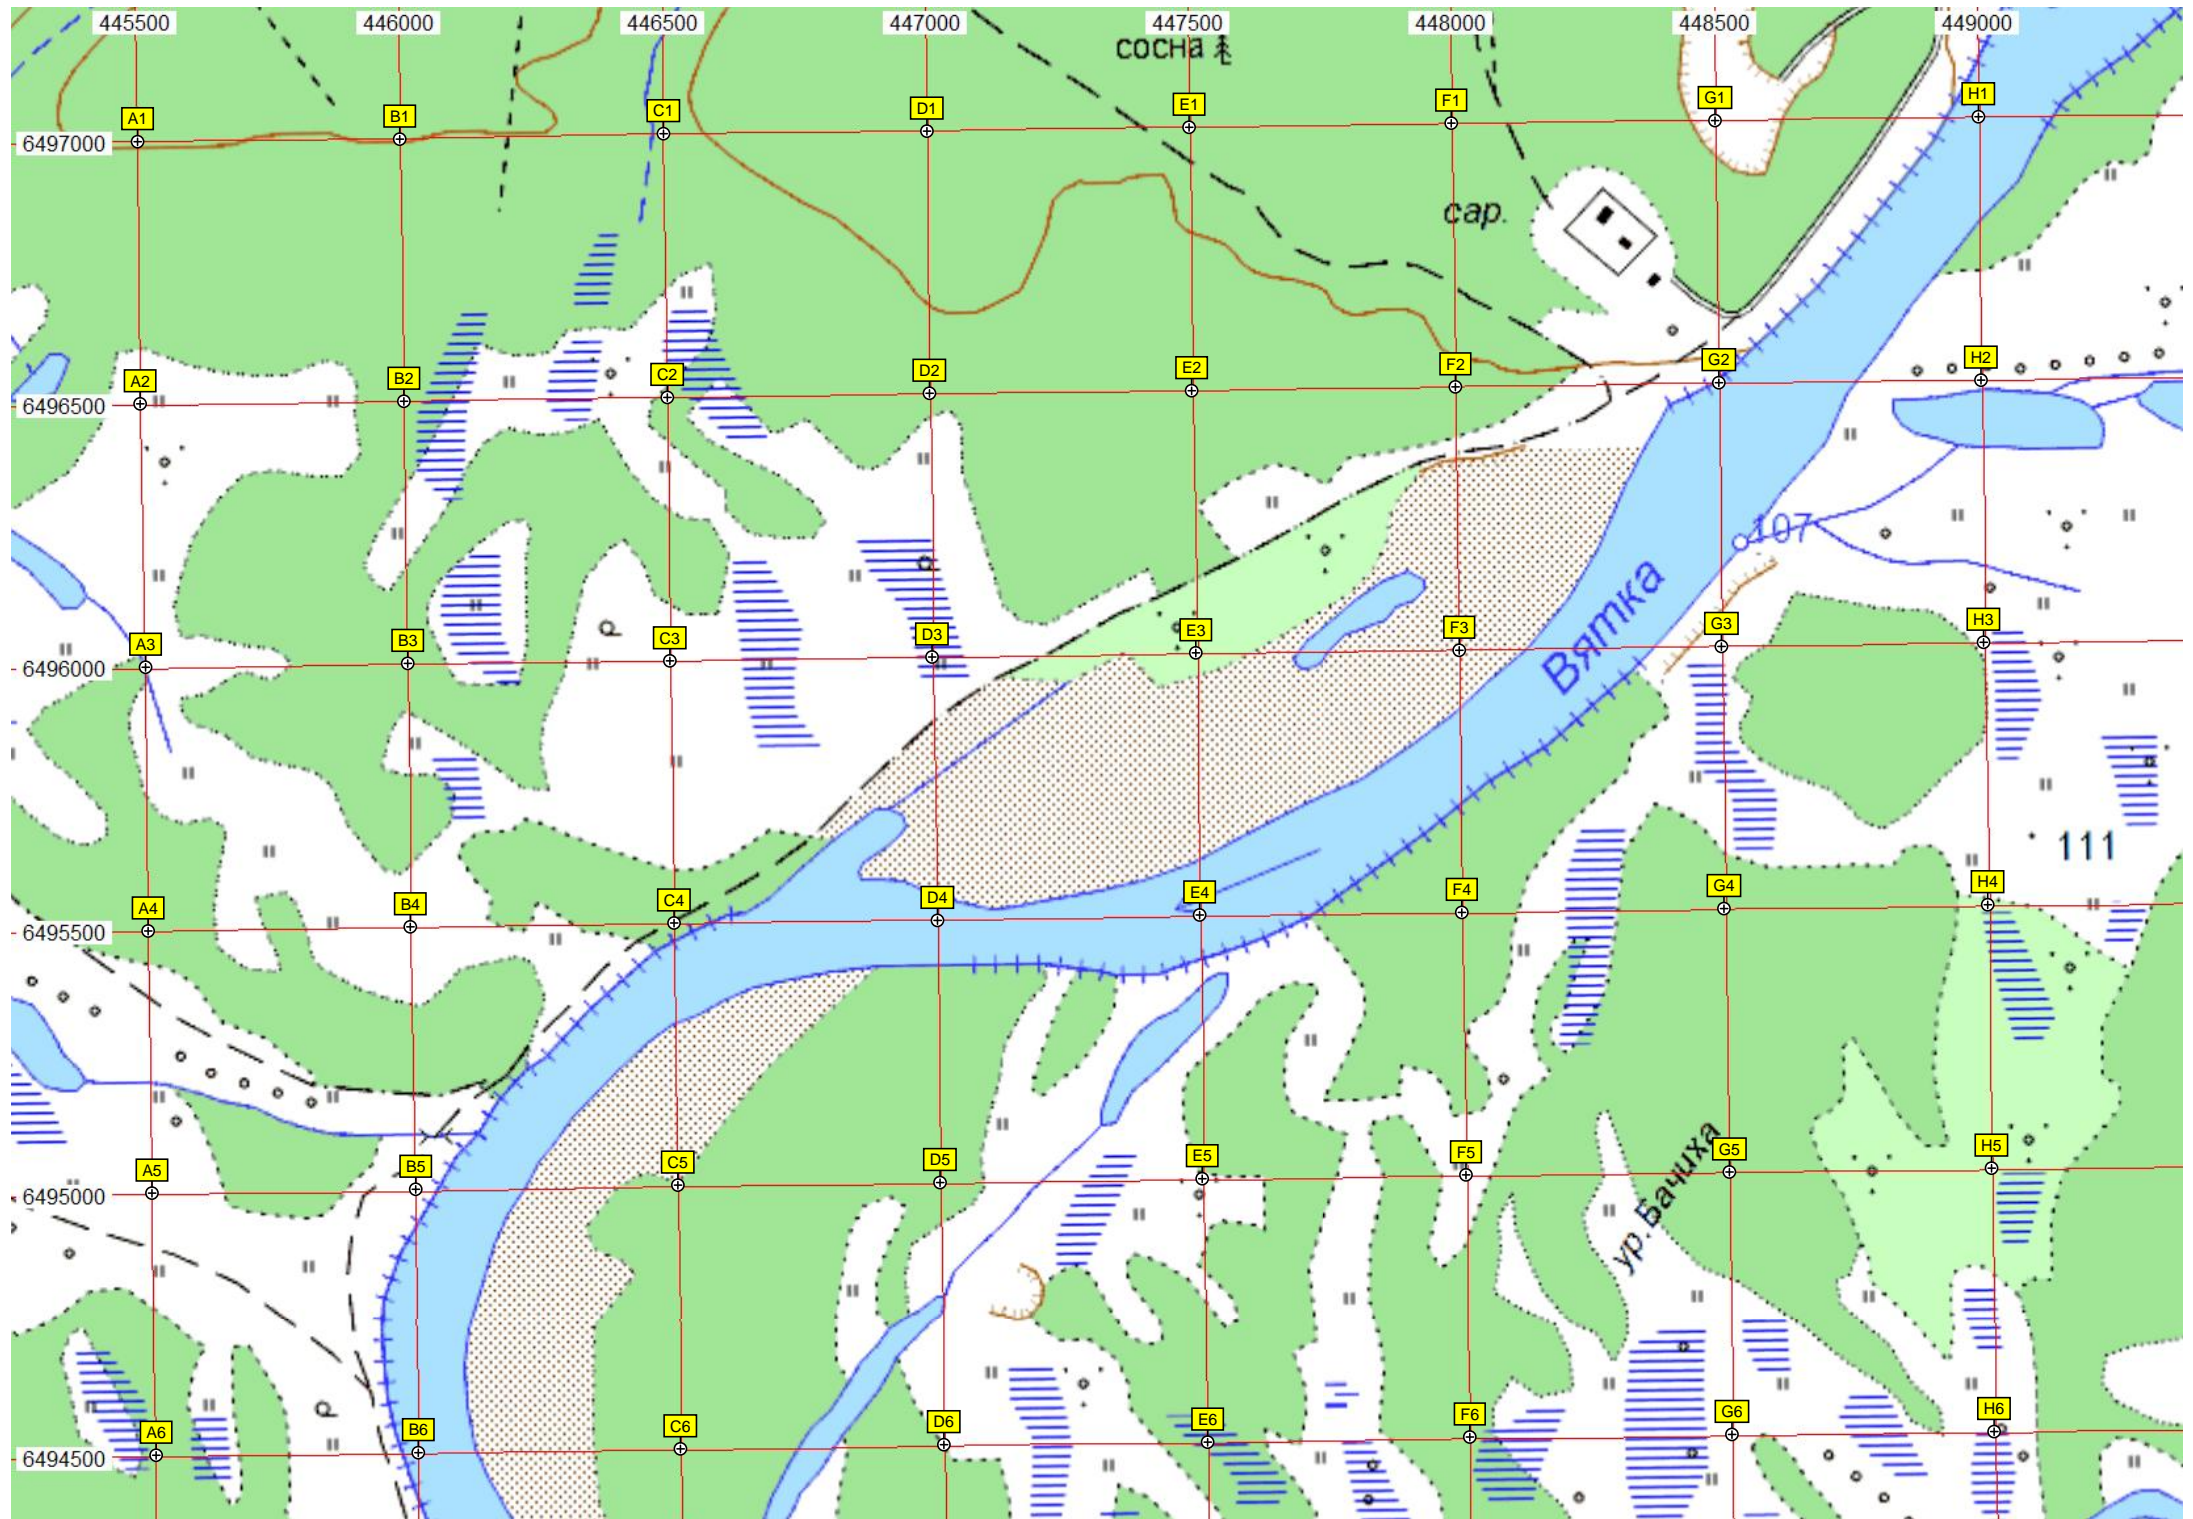 445500 446000 446500 447000 447500 448000 448500 449000
сосна
A1 B1 C1 D1 E1 F1 G1 H1
6497000
сар.
A2 B2 C2 D2 E2 F2 G2 H2
6496500
107
Вятка
A3 B3 C3 D3 E3 F3 G3 H3
6496000
111
A4 B4 C4 D4 E4 F4 G4 H4
6495500
A5 B5 C5 D5 E5 F5 G5 H5
6495000
ур. Бачиха
A6 B6 C6 D6 E6 F6 G6 H6
6494500